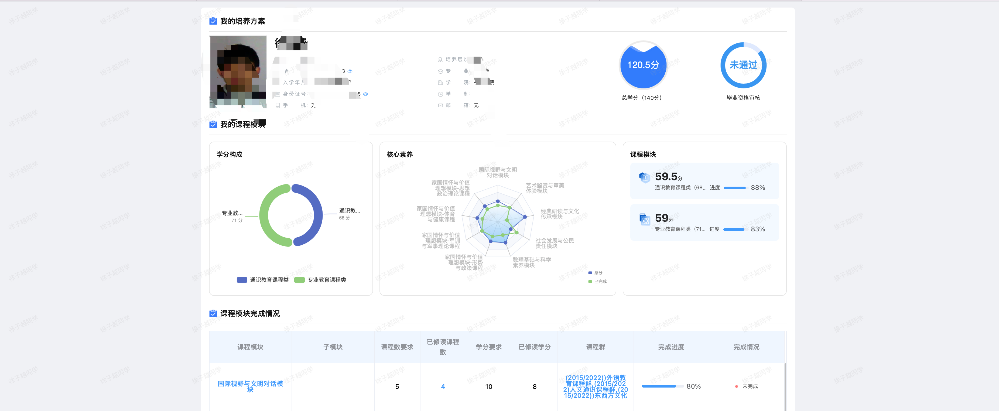 我的培养方案
3
入学年月
身份证号: 8
手 机: 无
培养层次
专 业: 学
学 院: 院
学 制:
邮 箱: 无
120.5分
总学分（140分）
未通过
毕业资格审核
我的课程模块
学分构成
专业教...
71 分
通识教...
68 分
通识教育课程类 专业教育课程类
核心素养
国际视野与文明
对话模块
艺术鉴赏与审美
体验模块
经典研读与文化
传承模块
社会发展与公民
责任模块
数理基础与科学
素养模块
家国情怀与价值
理想模块-形势
与政策课程
家国情怀与价值
理想模块-军训
与军事理论课程
家国情怀与价值
理想模块-体育
与健康课程
家国情怀与价值
理想模块-思想
政治理论课程
总分
已完成
课程模块
59.5分
通识教育课程类（68... 进度 88%
59分
专业教育课程类（71... 进度 83%
课程模块完成情况
课程模块 子模块 课程数要求 已修读课程数 学分要求 已修读学分 课程群 完成进度 完成情况
国际视野与文明对话模
块
5 4 10 8
(2015/2022))外语教
育课程群,(2015/202
2)人文通识课程群,(20
15/2022))东西方文化
80% 未完成
徐子越同学